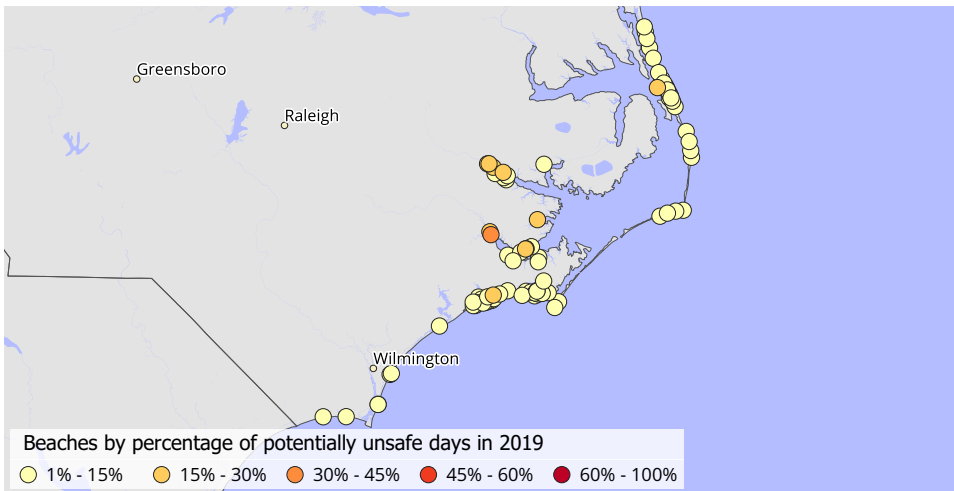 Greensboro
Raleigh
Wilmington
Beaches by percentage of potentially unsafe days in 2019
1% - 15% 15% - 30% 30% - 45% 45% - 60% 60% - 100%